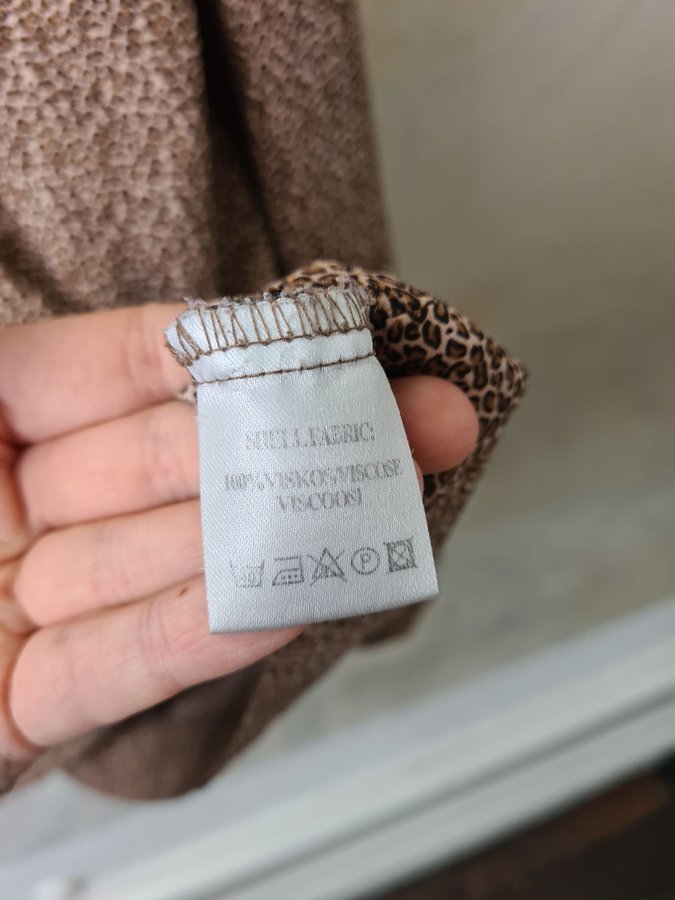 SHELL FABRIC:
100% VISKOS/VISCOSE
VISCOOSI
P